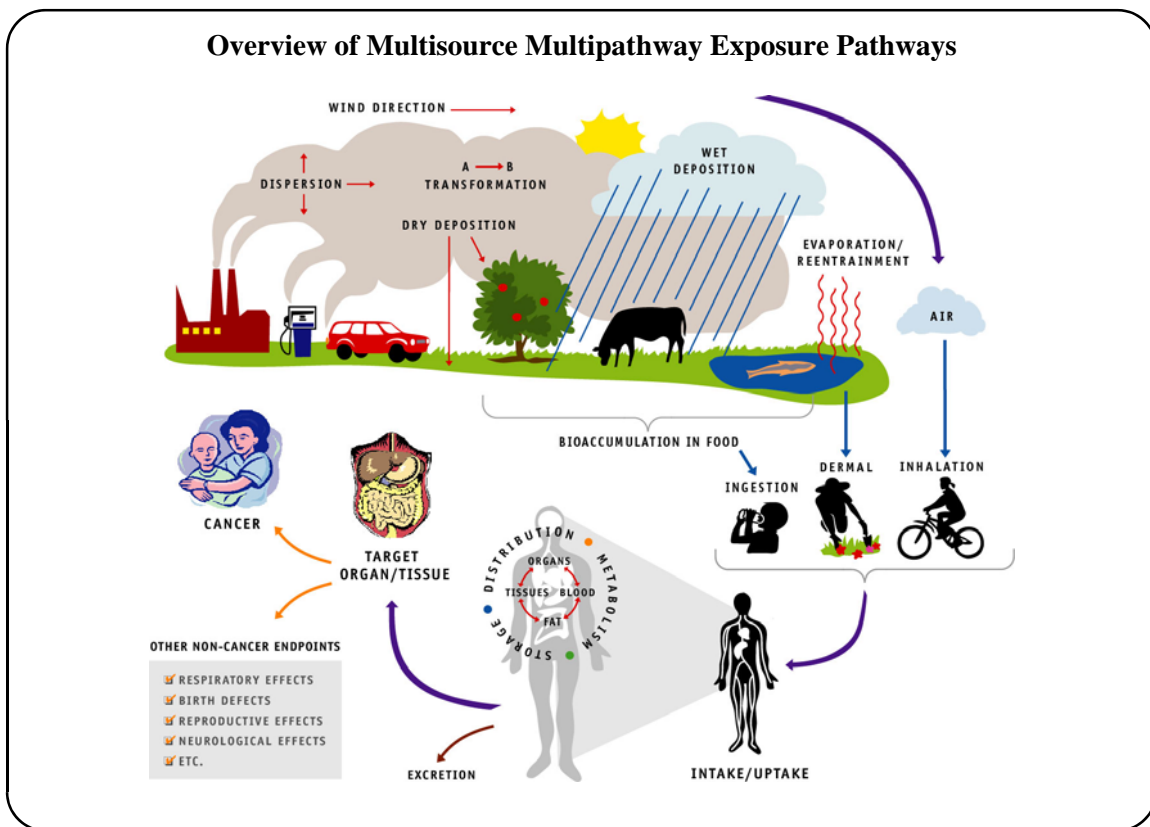 Overview of Multisource Multipathway Exposure Pathways
WIND DIRECTION
WET
DEPOSITION
A B
TRANSFORMATION
DISPERSION
DRY DEPOSITION
EVAPORATION/
REENTRAINMENT
AIR
BIOACCUMULATION IN FOOD
INGESTION
DERMAL
INHALATION
CANCER
TARGET
ORGAN/TISSUE
DISTRIBUTION
METABOLISM
STORAGE
ORGANS
TISSUES
BLOOD
FAT
OTHER NON-CANCER ENDPOINTS
RESPIRATORY EFFECTS
BIRTH DEFECTS
REPRODUCTIVE EFFECTS
NEUROLOGICAL EFFECTS
ETC.
EXCRETION
INTAKE/UPTAKE